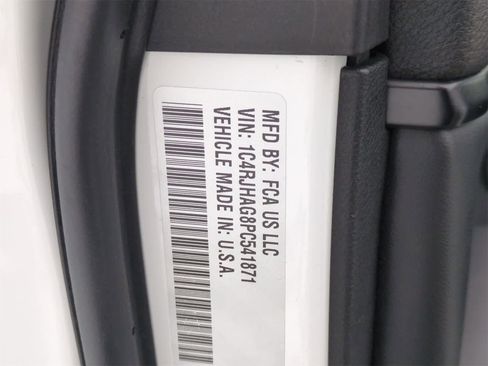 MFD BY: FCA US LLC
VIN: 1C4RJHAG8PC541871
VEHICLE MADE IN: U.S.A.